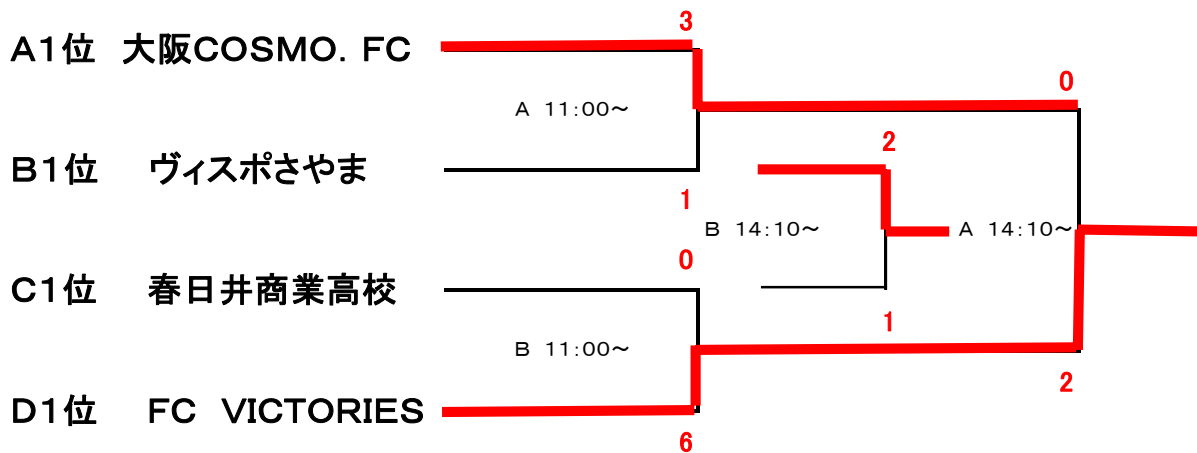 3
A1位 大阪COSMO. FC
0
A 11:00～
2
B1位 ヴィスポさやま
1
B 14:10～
A 14:10～
0
C1位 春日井商業高校
1
B 11:00～
2
D1位 FC VICTORIES
6